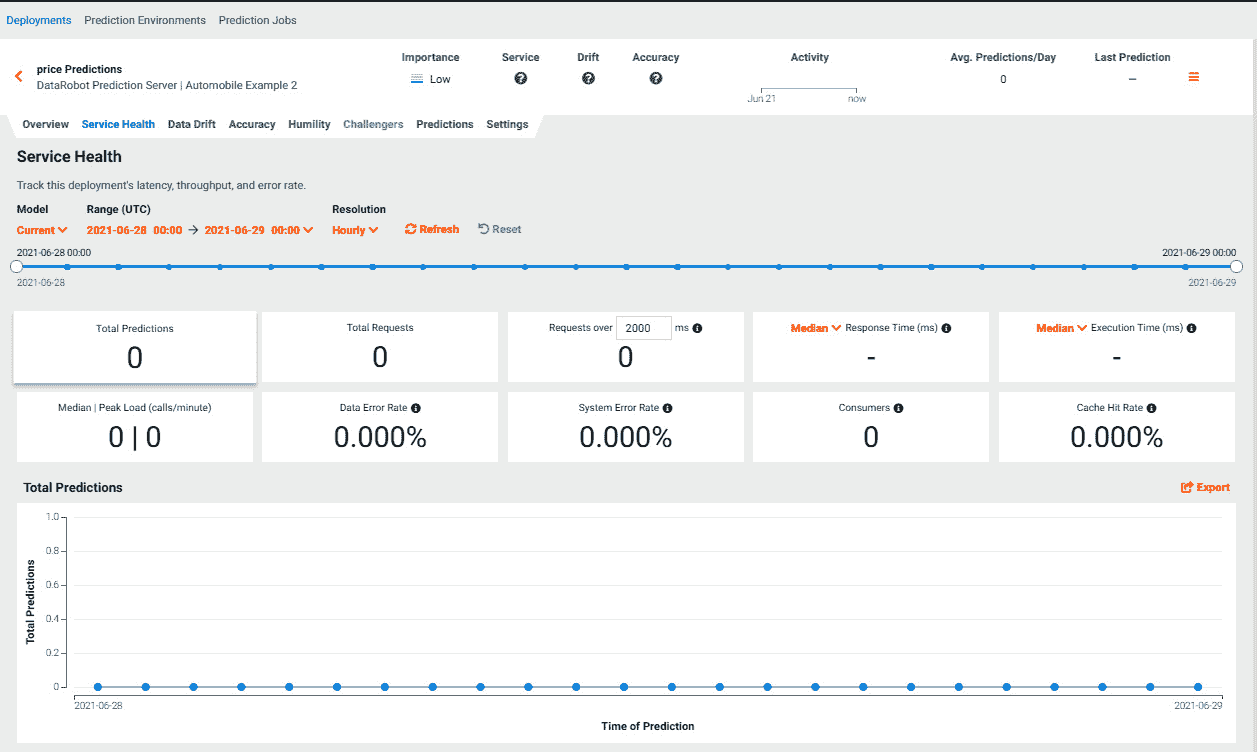 Deployments Prediction Environments Prediction Jobs
price Predictions
DataRobot Prediction Server | Automobile Example 2
Importance Service Drift Accuracy Activity Avg. Predictions/Day Last Prediction
Low ? ? ? 0 –
Jun 21 now
Overview Service Health Data Drift Accuracy Humility Challengers Predictions Settings
Service Health
Track this deployment's latency, throughput, and error rate.
Model Range (UTC) Resolution
Current 2021-06-28 00:00 → 2021-06-29 00:00 Hourly Refresh Reset
2021-06-28 00:00 2021-06-29 00:00
2021-06-28 2021-06-29
Total Predictions
0
Total Requests
0
Requests over 2000 ms
0
Median Response Time (ms)
-
Median Execution Time (ms)
-
Median | Peak Load (calls/minute)
0 | 0
Data Error Rate
0.000%
System Error Rate
0.000%
Consumers
0
Cache Hit Rate
0.000%
Total Predictions Export
Total Predictions
1.0
0.8
0.6
0.4
0.2
0
2021-06-28 2021-06-29
Time of Prediction